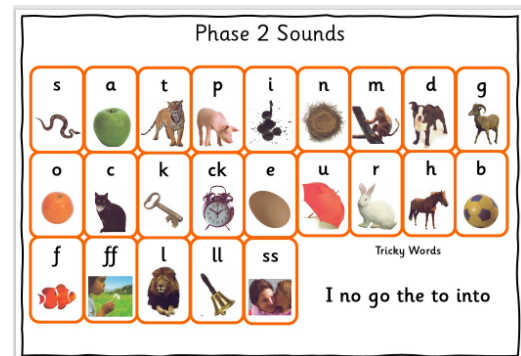 Phase 2 Sounds
s a t p i n m d g
o c k ck e u r h b
f ff l ll ss
Tricky Words
I no go the to into